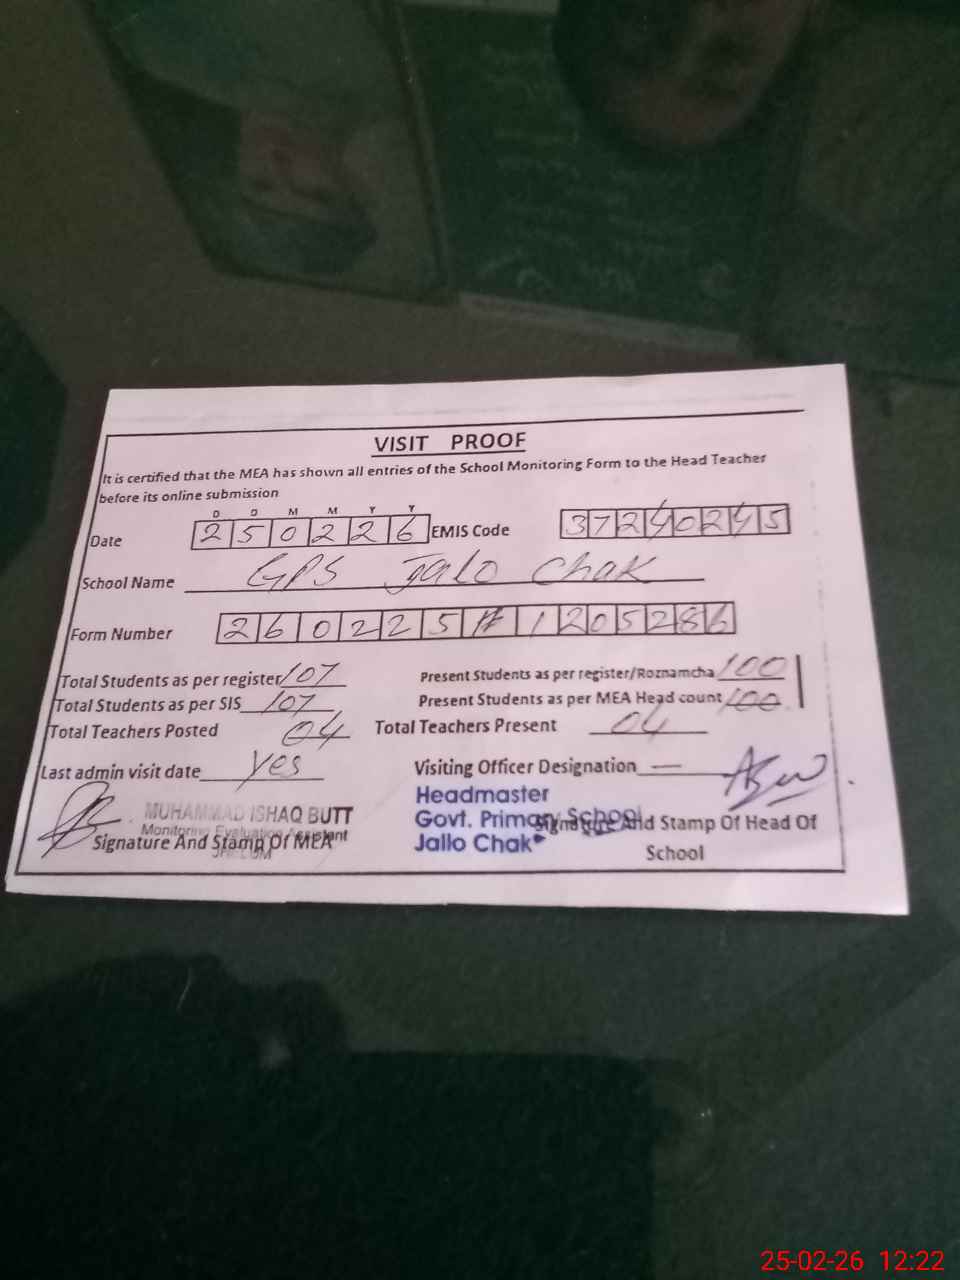 VISIT PROOF
It is certified that the MEA has shown all entries of the School Monitoring Form to the Head Teacher
before its online submission
D D M M Y Y
Date 2 5 0 2 2 6 EMIS Code 3 7 2 4 0 2 4 5
School Name GPS Jalo Chak
Form Number 2 6 0 2 2 5 1 1 2 0 5 2 8 6
Total Students as per register 107 Present Students as per register/Roznamcha 100
Total Students as per SIS 107 Present Students as per MEA Head count 100
Total Teachers Posted 04 Total Teachers Present 04
Last admin visit date yes Visiting Officer Designation —
MUHAMMAD ISHAQ BUTT
Monitoring Evaluation Assistant
JHELUM
Signature And Stamp Of MEA
Headmaster
Govt. Primary School
Jallo Chak
Signature And Stamp Of Head Of
School
25-02-26 12:22